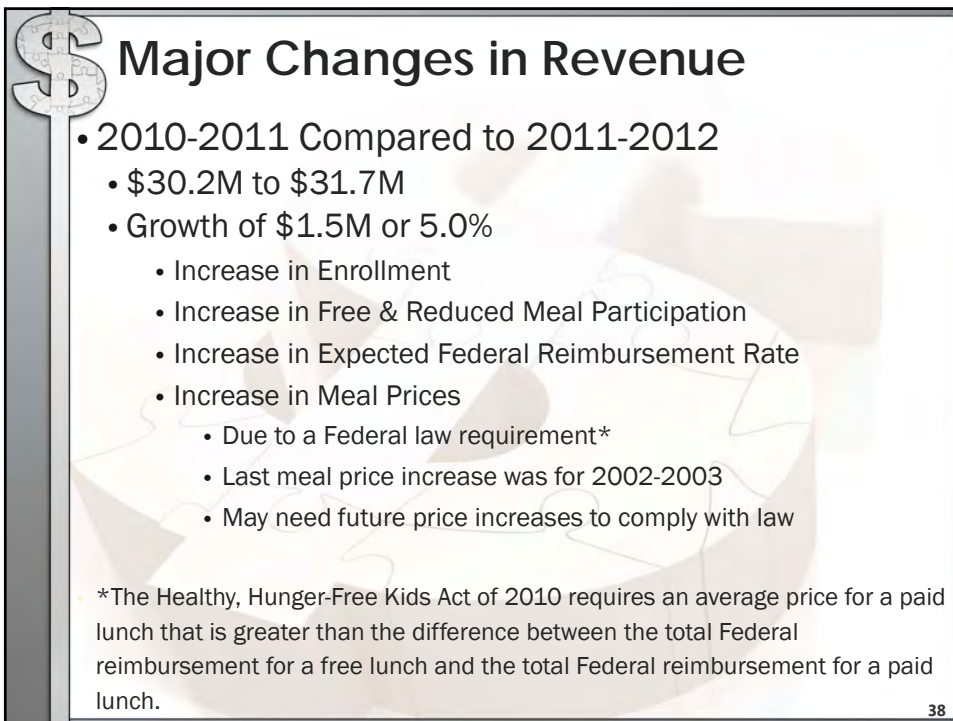 Major Changes in Revenue
• 2010-2011 Compared to 2011-2012
• $30.2M to $31.7M
• Growth of $1.5M or 5.0%
• Increase in Enrollment
• Increase in Free & Reduced Meal Participation
• Increase in Expected Federal Reimbursement Rate
• Increase in Meal Prices
• Due to a Federal law requirement*
• Last meal price increase was for 2002-2003
• May need future price increases to comply with law
*The Healthy, Hunger-Free Kids Act of 2010 requires an average price for a paid
lunch that is greater than the difference between the total Federal
reimbursement for a free lunch and the total Federal reimbursement for a paid
lunch.
38